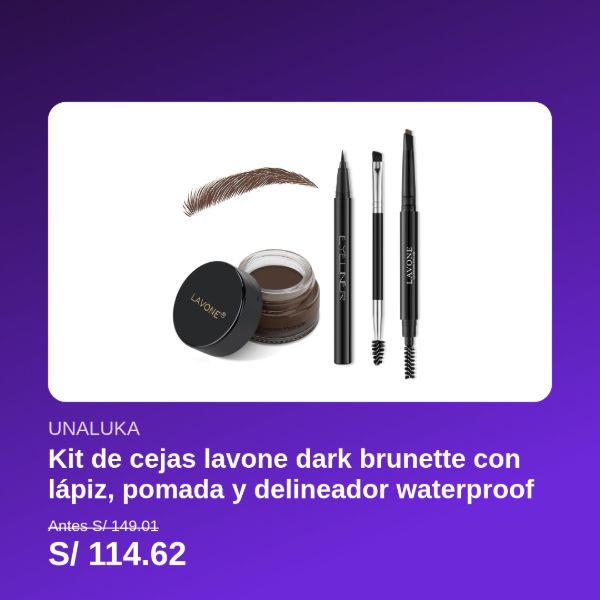 LAVONE®
EYELINER
LAVONE
UNALUKA
Kit de cejas lavone dark brunette con
lápiz, pomada y delineador waterproof
Antes S/ 149.01
S/ 114.62